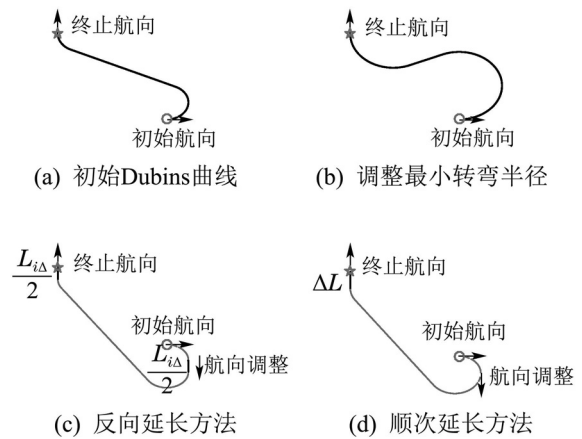 终止航向
初始航向
(a) 初始Dubins曲线
终止航向
初始航向
(b) 调整最小转弯半径
L_{iΔ}/2
终止航向
初始航向
L_{iΔ}/2
航向调整
(c) 反向延长方法
终止航向
ΔL
初始航向
航向调整
(d) 顺次延长方法